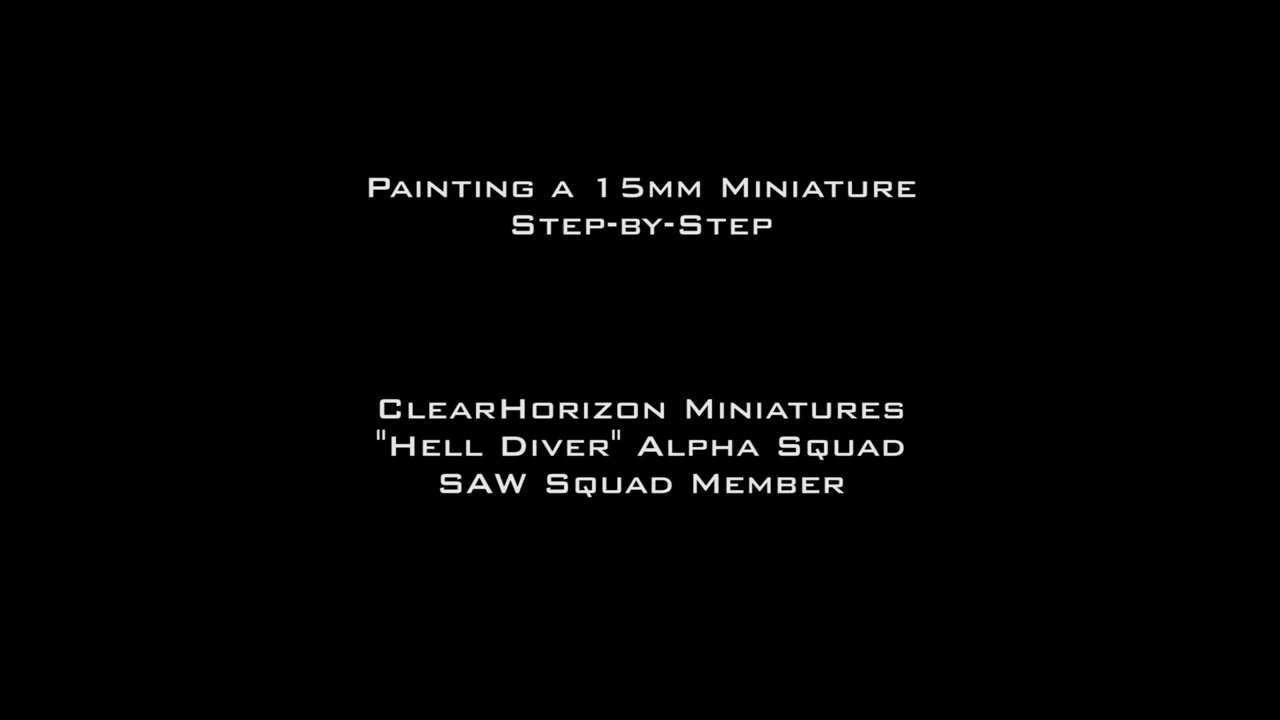 Painting a 15mm Miniature
Step-by-Step
ClearHorizon Miniatures
"Hell Diver" Alpha Squad
SAW Squad Member